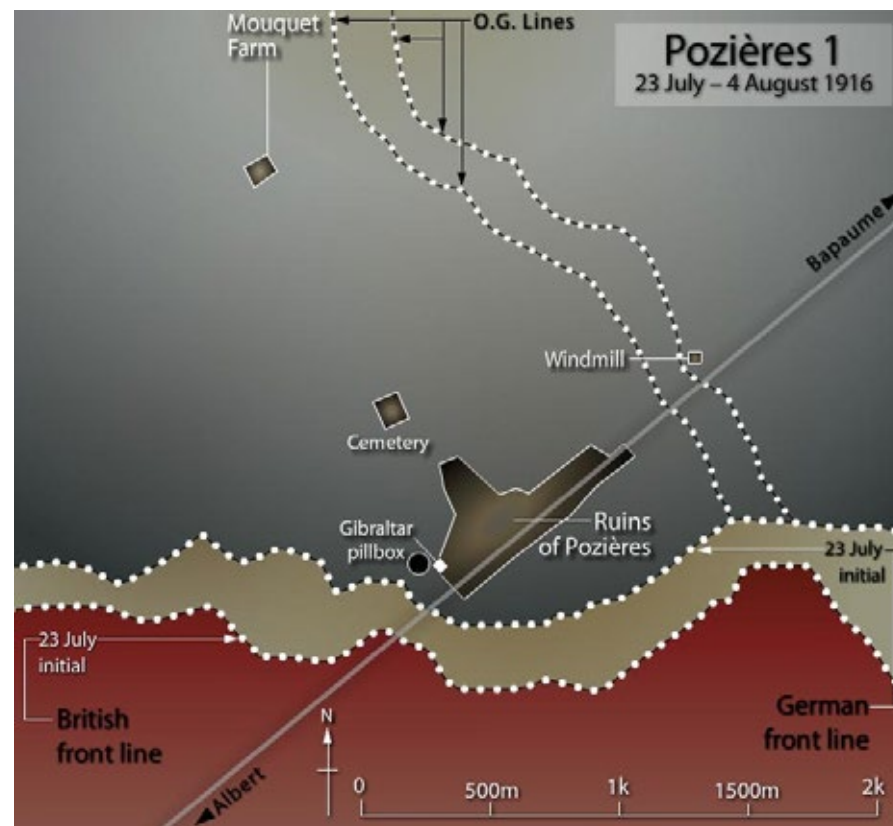 Mouquet
Farm
O.G. Lines
Pozières 1
23 July – 4 August 1916
Bapaume
Windmill
Cemetery
Gibraltar
pillbox
Ruins
of Pozières
23 July–
initial
23 July
initial
British
front line
German
front line
N
Albert
0 500m 1k 1500m 2k